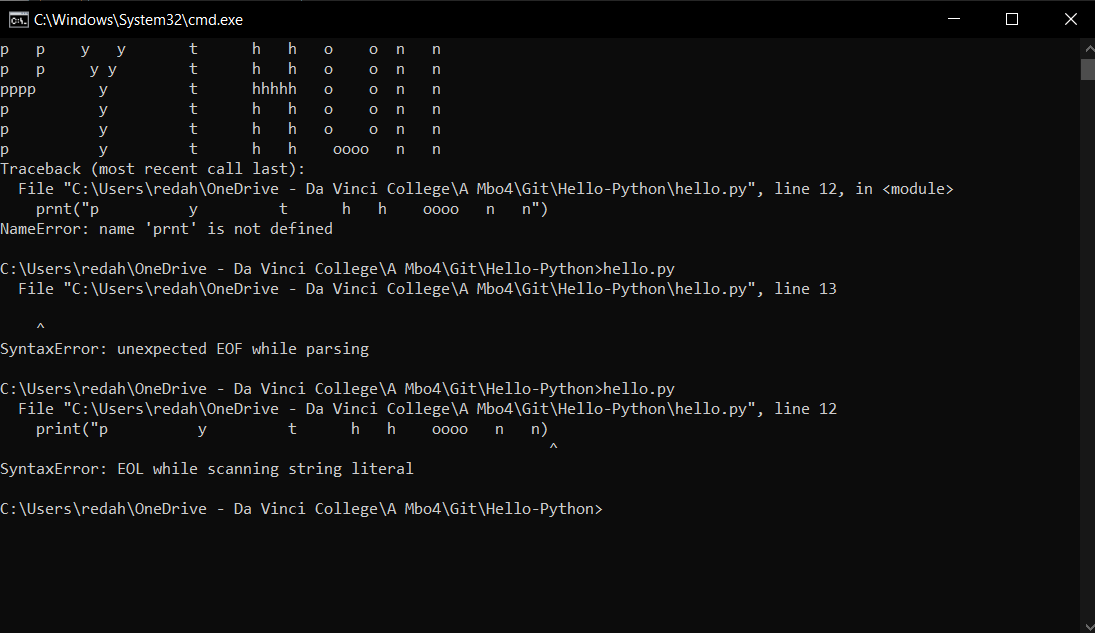 C:\Windows\System32\cmd.exe
p   p    y   y       t      h   h   o    o  n   n
p   p     y y        t      h   h   o    o  n   n
pppp       y         t      hhhhh   o    o  n   n
p          y         t      h   h   o    o  n   n
p          y         t      h   h   o    o  n   n
p          y         t      h   h    oooo   n   n
Traceback (most recent call last):
  File "C:\Users\redah\OneDrive - Da Vinci College\A Mbo4\Git\Hello-Python\hello.py", line 12, in <module>
    prnt("p          y         t      h   h    oooo   n   n")
NameError: name 'prnt' is not defined
C:\Users\redah\OneDrive - Da Vinci College\A Mbo4\Git\Hello-Python>hello.py
  File "C:\Users\redah\OneDrive - Da Vinci College\A Mbo4\Git\Hello-Python\hello.py", line 13
    ^
SyntaxError: unexpected EOF while parsing
C:\Users\redah\OneDrive - Da Vinci College\A Mbo4\Git\Hello-Python>hello.py
  File "C:\Users\redah\OneDrive - Da Vinci College\A Mbo4\Git\Hello-Python\hello.py", line 12
    print("p          y         t      h   h    oooo   n   n)
                                                             ^
SyntaxError: EOL while scanning string literal
C:\Users\redah\OneDrive - Da Vinci College\A Mbo4\Git\Hello-Python>